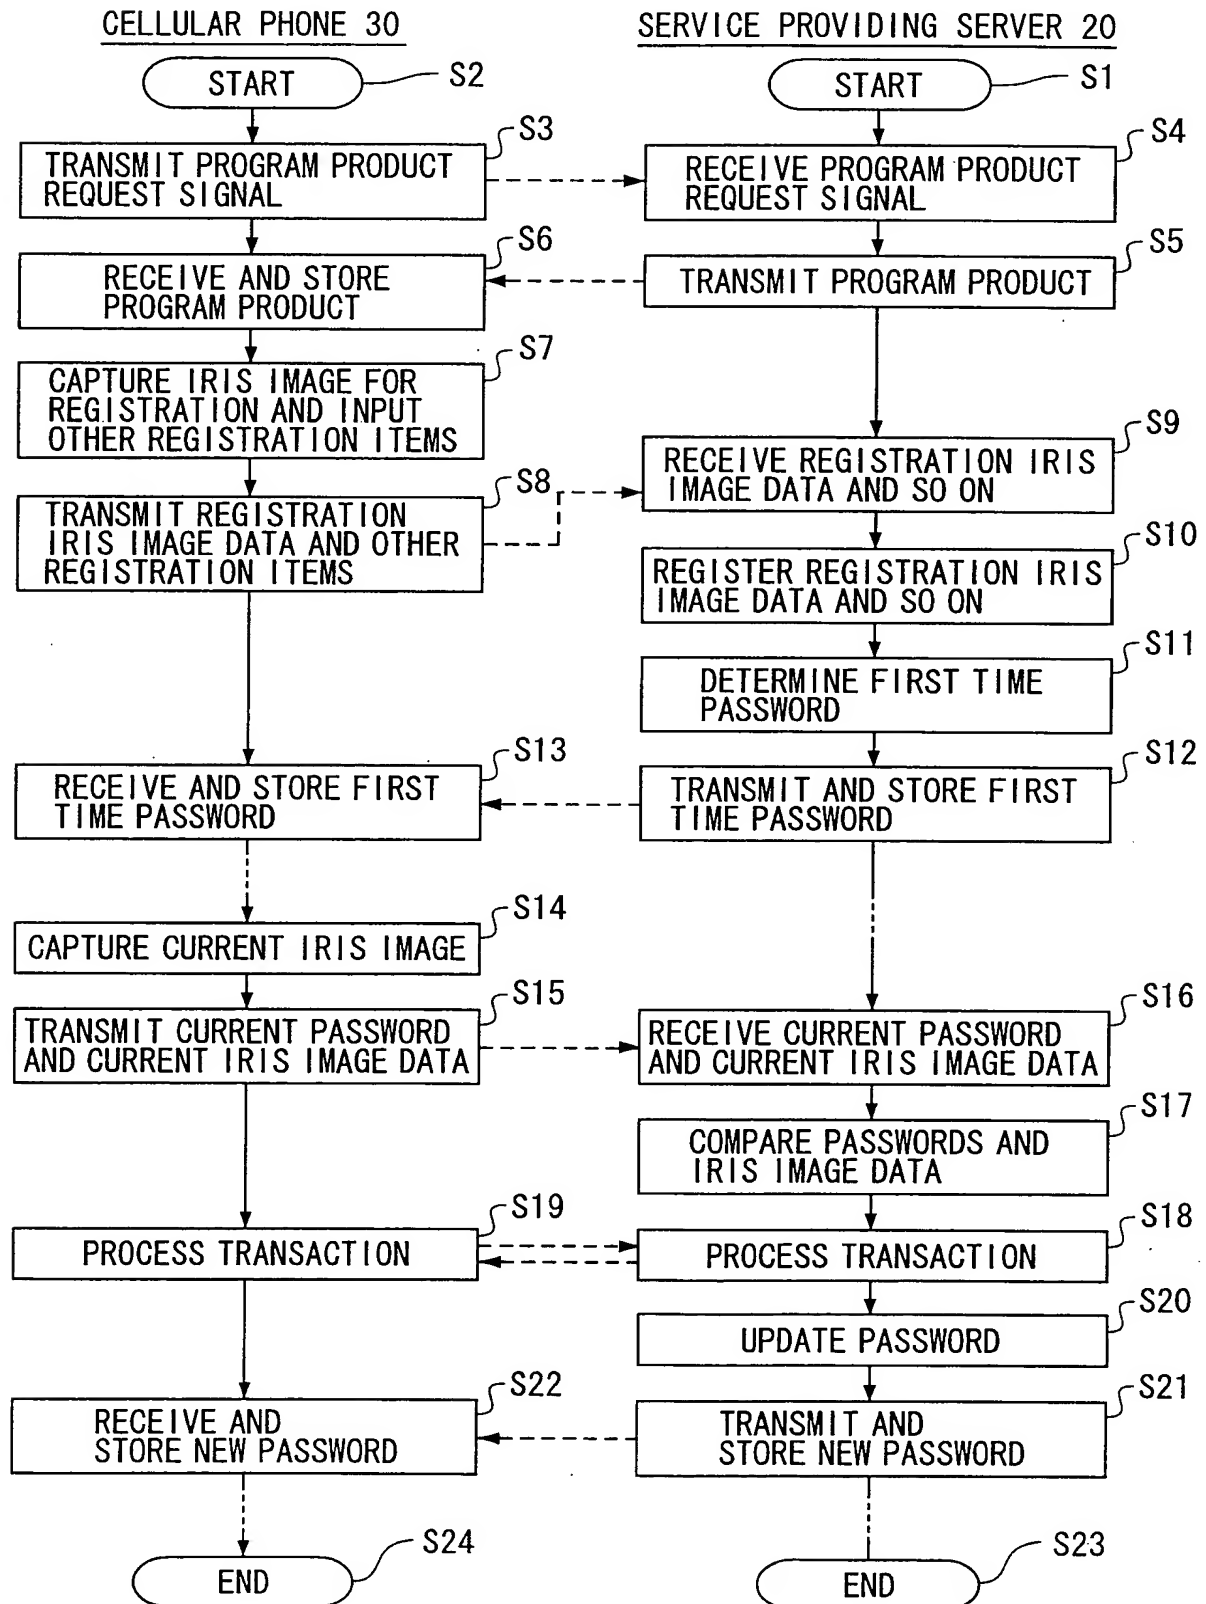 CELLULAR PHONE 30
SERVICE PROVIDING SERVER 20
START
S2
START
S1
S3
TRANSMIT PROGRAM PRODUCT
REQUEST SIGNAL
S4
RECEIVE PROGRAM PRODUCT
REQUEST SIGNAL
S6
RECEIVE AND STORE
PROGRAM PRODUCT
S5
TRANSMIT PROGRAM PRODUCT
S7
CAPTURE IRIS IMAGE FOR
REGISTRATION AND INPUT
OTHER REGISTRATION ITEMS
S9
RECEIVE REGISTRATION IRIS
IMAGE DATA AND SO ON
S8
TRANSMIT REGISTRATION
IRIS IMAGE DATA AND OTHER
REGISTRATION ITEMS
S10
REGISTER REGISTRATION IRIS
IMAGE DATA AND SO ON
S11
DETERMINE FIRST TIME
PASSWORD
S13
RECEIVE AND STORE FIRST
TIME PASSWORD
S12
TRANSMIT AND STORE FIRST
TIME PASSWORD
S14
CAPTURE CURRENT IRIS IMAGE
S15
TRANSMIT CURRENT PASSWORD
AND CURRENT IRIS IMAGE DATA
S16
RECEIVE CURRENT PASSWORD
AND CURRENT IRIS IMAGE DATA
S17
COMPARE PASSWORDS AND
IRIS IMAGE DATA
S19
PROCESS TRANSACTION
S18
PROCESS TRANSACTION
S20
UPDATE PASSWORD
S22
RECEIVE AND
STORE NEW PASSWORD
S21
TRANSMIT AND
STORE NEW PASSWORD
S24
END
S23
END